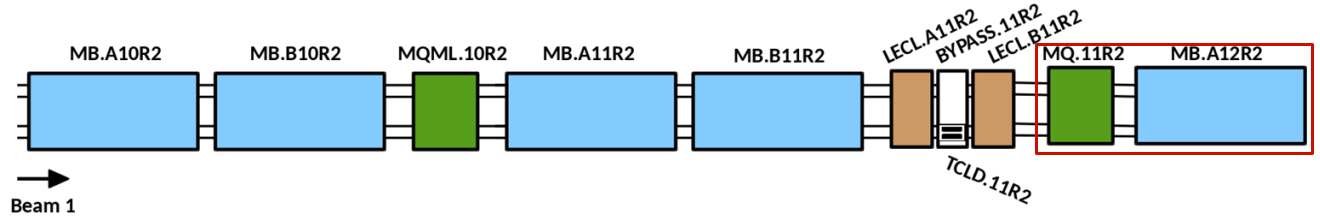 MB.A10R2
MB.B10R2
MQML.10R2
MB.A11R2
MB.B11R2
LECL.A11R2
BYPASS.11R2
LECL.B11R2
MQ.11R2
MB.A12R2
TCLD.11R2
Beam 1